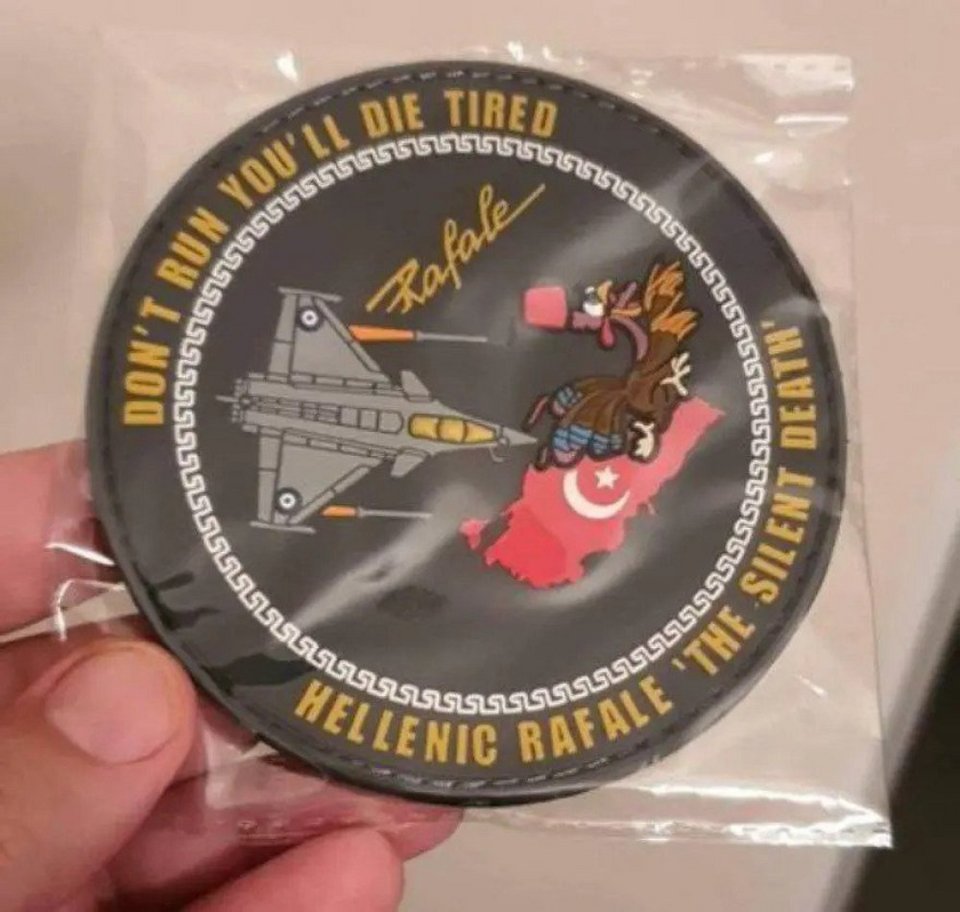 DON'T RUN YOU'LL DIE TIRED
Rafale
HELLENIC RAFALE 'THE SILENT DEATH'